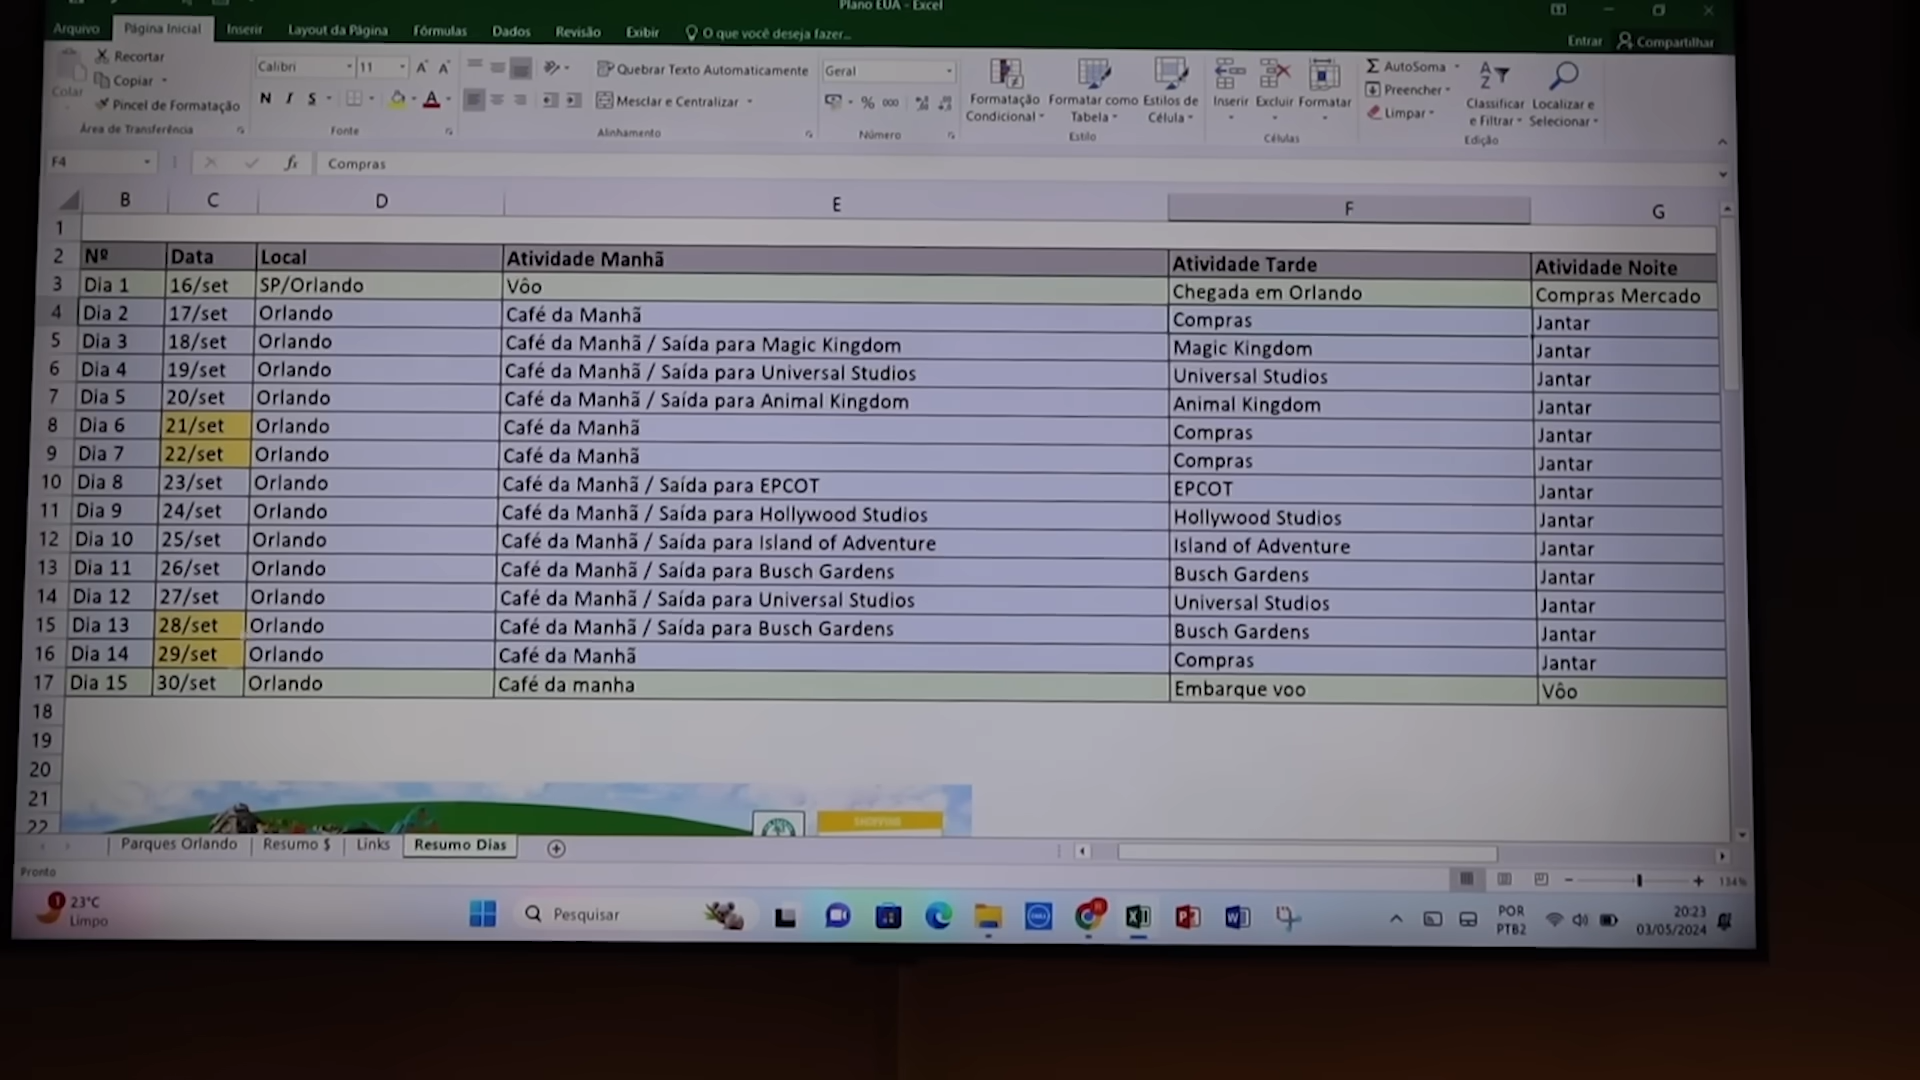 Plano EUA - Excel
Arquivo Página Inicial Inserir Layout da Página Fórmulas Dados Revisão Exibir O que você deseja fazer... Entrar Compartilhar
Recortar
Copiar
Pincel de Formatação
Colar
Área de Transferência
Calibri 11
N I S
Fonte
Quebrar Texto Automaticamente
Mesclar e Centralizar
Alinhamento
Geral
% 000
Número
Formatação Condicional
Formatar como Tabela
Estilos de Célula
Estilo
Inserir Excluir Formatar
Células
AutoSoma
Preencher
Limpar
Classificar e Filtrar
Localizar e Selecionar
Edição
F4 fx Compras
B C D E F G
1
2 Nº Data Local Atividade Manhã Atividade Tarde Atividade Noite
3 Dia 1 16/set SP/Orlando Vôo Chegada em Orlando Compras Mercado
4 Dia 2 17/set Orlando Café da Manhã Compras Jantar
5 Dia 3 18/set Orlando Café da Manhã / Saída para Magic Kingdom Magic Kingdom Jantar
6 Dia 4 19/set Orlando Café da Manhã / Saída para Universal Studios Universal Studios Jantar
7 Dia 5 20/set Orlando Café da Manhã / Saída para Animal Kingdom Animal Kingdom Jantar
8 Dia 6 21/set Orlando Café da Manhã Compras Jantar
9 Dia 7 22/set Orlando Café da Manhã Compras Jantar
10 Dia 8 23/set Orlando Café da Manhã / Saída para EPCOT EPCOT Jantar
11 Dia 9 24/set Orlando Café da Manhã / Saída para Hollywood Studios Hollywood Studios Jantar
12 Dia 10 25/set Orlando Café da Manhã / Saída para Island of Adventure Island of Adventure Jantar
13 Dia 11 26/set Orlando Café da Manhã / Saída para Busch Gardens Busch Gardens Jantar
14 Dia 12 27/set Orlando Café da Manhã / Saída para Universal Studios Universal Studios Jantar
15 Dia 13 28/set Orlando Café da Manhã / Saída para Busch Gardens Busch Gardens Jantar
16 Dia 14 29/set Orlando Café da Manhã Compras Jantar
17 Dia 15 30/set Orlando Café da manha Embarque voo Vôo
18
19
20
21
22
SHOPPING
Parques Orlando Resumo $ Links Resumo Dias
Pronto
134%
1 23°C
Limpo
Pesquisar
POR
PTB2
20:23
03/05/2024